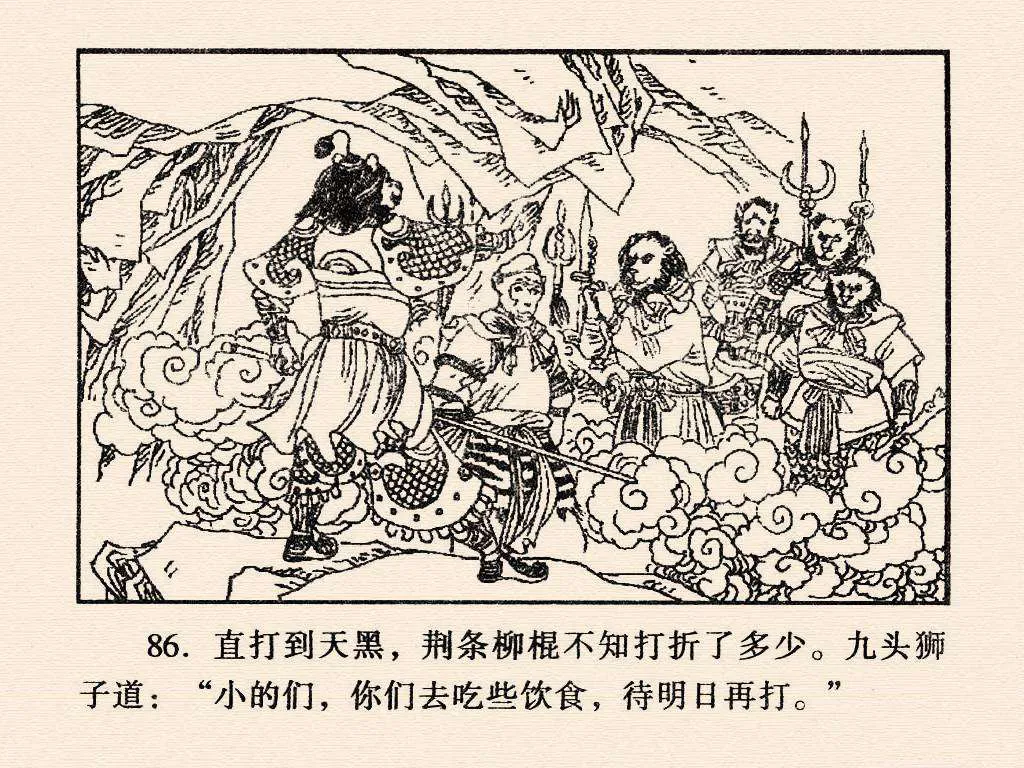 86. 直打到天黑，荆条柳棍不知打折了多少。九头狮
子道：“小的们，你们去吃些饮食，待明日再打。”